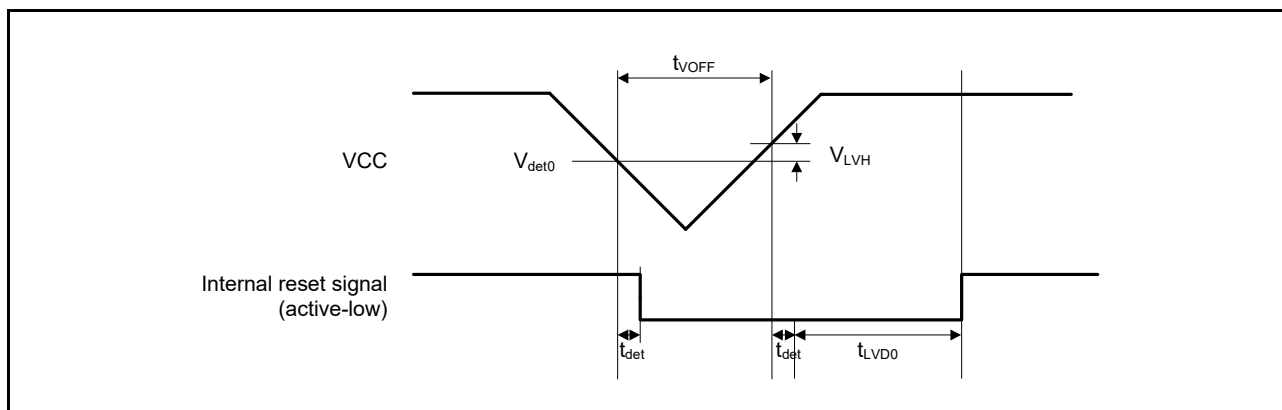 tVOFF
VCC
Vdet0
VLVH
Internal reset signal
(active-low)
tdet
tdet
tLVD0